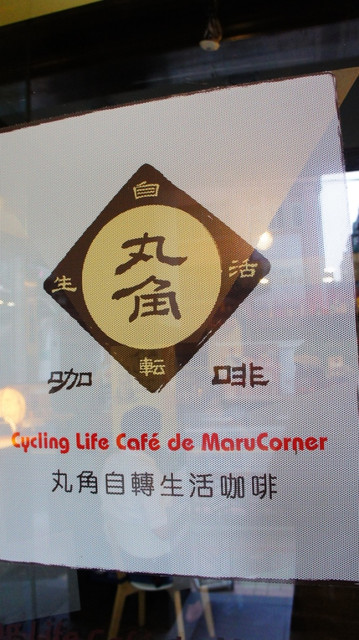 自
丸
角
生 活
転
咖 啡
Cycling Life Café de MaruCorner
丸角自轉生活咖啡